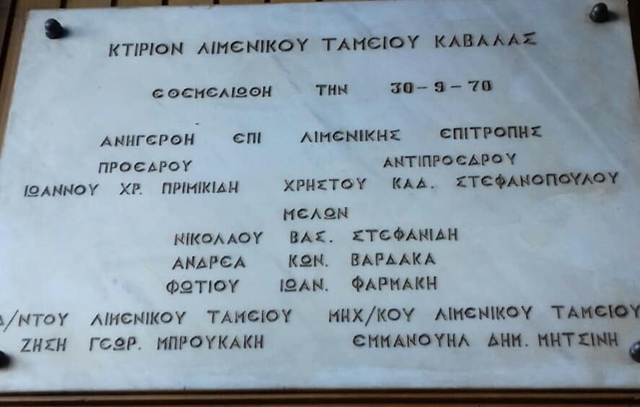 ΚΤΙΡΙΟΝ ΛΙΜΕΝΙΚΟΥ ΤΑΜΕΙΟΥ ΚΑΒΑΛΑΣ
ΕΘΕΜΕΛΙΩΘΗ ΤΗΝ 30-9-70
ΑΝΗΓΕΡΘΗ ΕΠΙ ΛΙΜΕΝΙΚΗΣ ΕΠΙΤΡΟΠΗΣ
ΠΡΟΕΔΡΟΥ ΑΝΤΙΠΡΟΕΔΡΟΥ
ΙΩΑΝΝΟΥ ΧΡ. ΠΡΙΜΙΚΙΔΗ ΧΡΗΣΤΟΥ ΚΑΔ. ΣΤΕΦΑΝΟΠΟΥΛΟΥ
ΜΕΛΩΝ
ΝΙΚΟΛΑΟΥ ΒΑΣ. ΣΤΕΦΑΝΙΔΗ
ΑΝΔΡΕΑ ΚΩΝ. ΒΑΡΔΑΚΑ
ΦΩΤΙΟΥ ΙΩΑΝ. ΦΑΡΜΑΚΗ
Δ/ΝΤΟΥ ΛΙΜΕΝΙΚΟΥ ΤΑΜΕΙΟΥ ΜΗΧ/ΚΟΥ ΛΙΜΕΝΙΚΟΥ ΤΑΜΕΙΟΥ
ΖΗΣΗ ΓΕΩΡ. ΜΠΡΟΥΚΑΚΗ ΕΜΜΑΝΟΥΗΛ ΔΗΜ. ΜΗΤΣΙΝΗ